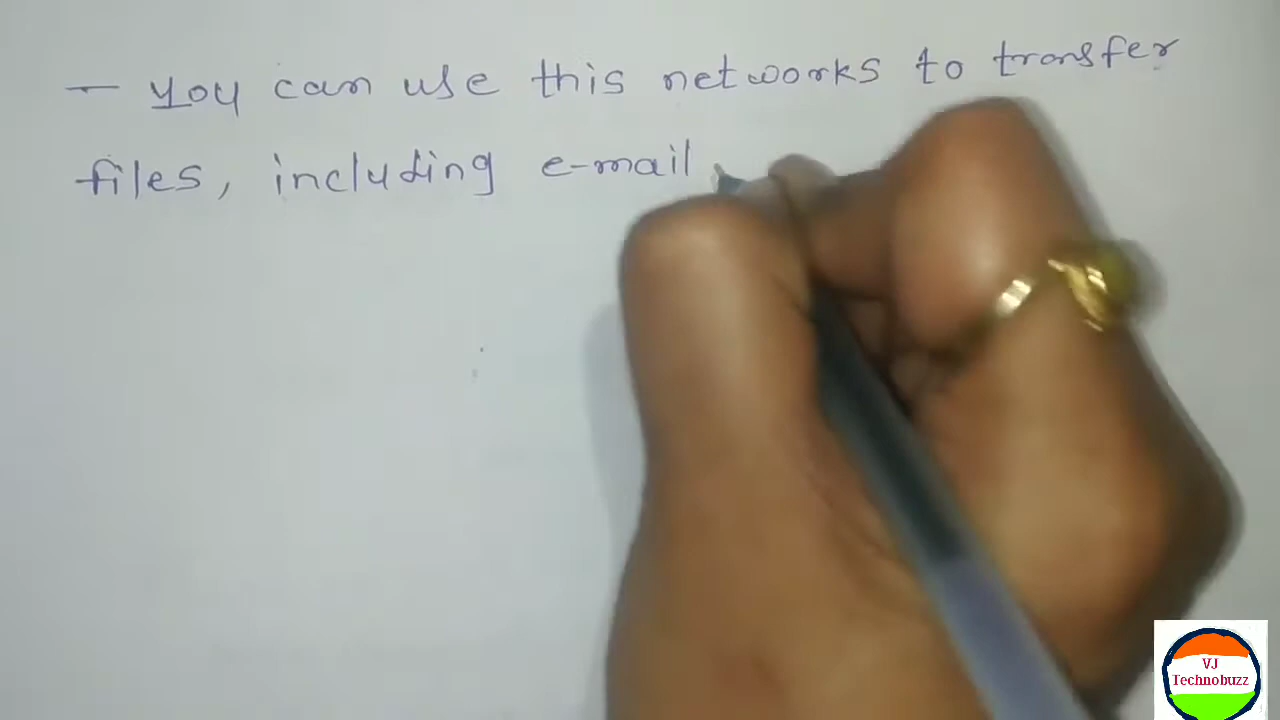 - You can use this networks to transfer
files, including e-mail
VJ
Technobuzz